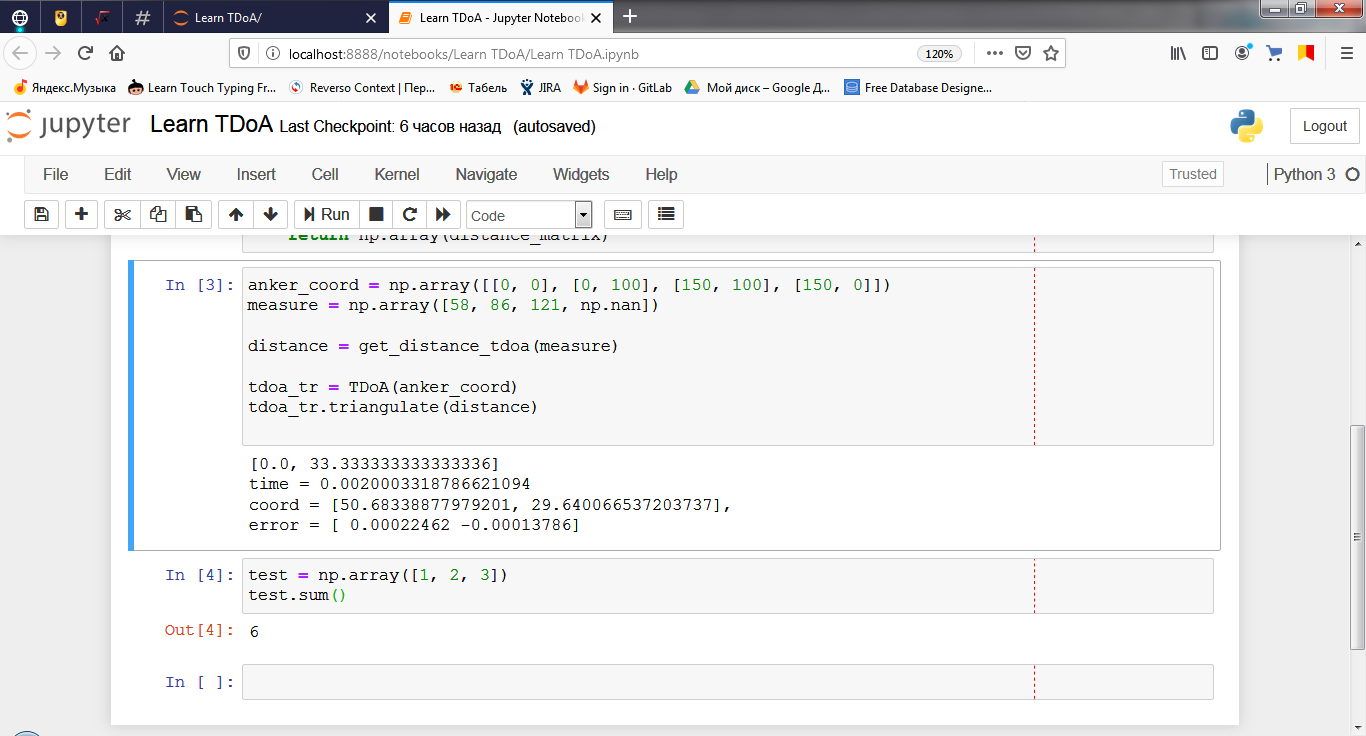 Learn TDoA/
Learn TDoA - Jupyter Notebook
localhost:8888/notebooks/Learn TDoA/Learn TDoA.ipynb
120%
Яндекс.Музыка
Learn Touch Typing Fr...
Reverso Context | Пер...
Табель
JIRA
Sign in · GitLab
Мой диск – Google Д...
Free Database Designe...
jupyter
Learn TDoA Last Checkpoint: 6 часов назад (autosaved)
Logout
File Edit View Insert Cell Kernel Navigate Widgets Help
Trusted
Python 3
Run
Code
return np.array(distance_matrix)
In [3]:
anker_coord = np.array([[0, 0], [0, 100], [150, 100], [150, 0]])
measure = np.array([58, 86, 121, np.nan])
distance = get_distance_tdoa(measure)
tdoa_tr = TDoA(anker_coord)
tdoa_tr.triangulate(distance)
[0.0, 33.333333333333336]
time = 0.0020003318786621094
coord = [50.68338877979201, 29.640066537203737],
error = [ 0.00022462 -0.00013786]
In [4]:
test = np.array([1, 2, 3])
test.sum()
Out[4]: 6
In [ ]: